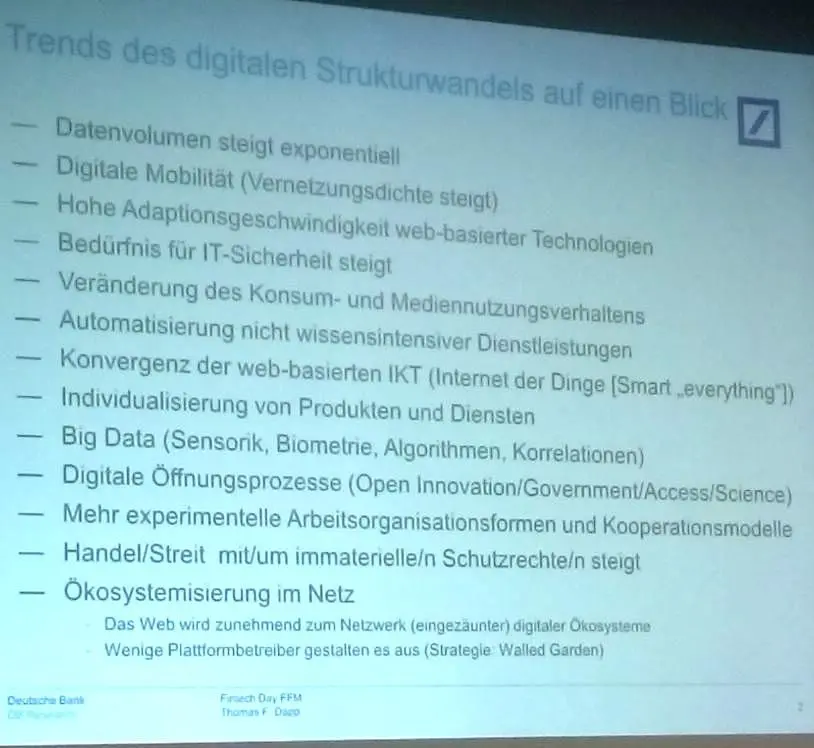 Trends des digitalen Strukturwandels auf einen Blick
— Datenvolumen steigt exponentiell
— Digitale Mobilität (Vernetzungsdichte steigt)
— Hohe Adaptionsgeschwindigkeit web-basierter Technologien
— Bedürfnis für IT-Sicherheit steigt
— Veränderung des Konsum- und Mediennutzungsverhaltens
— Automatisierung nicht wissensintensiver Dienstleistungen
— Konvergenz der web-basierten IKT (Internet der Dinge [Smart „everything“])
— Individualisierung von Produkten und Diensten
— Big Data (Sensorik, Biometrie, Algorithmen, Korrelationen)
— Digitale Öffnungsprozesse (Open Innovation/Government/Access/Science)
— Mehr experimentelle Arbeitsorganisationsformen und Kooperationsmodelle
— Handel/Streit mit/um immaterielle/n Schutzrechte/n steigt
— Ökosystemisierung im Netz
- Das Web wird zunehmend zum Netzwerk (eingezäunter) digitaler Ökosysteme
- Wenige Plattformbetreiber gestalten es aus (Strategie: Walled Garden)
Deutsche Bank
DB Research
Fintech Day FFM
Thomas F. Dapp
2